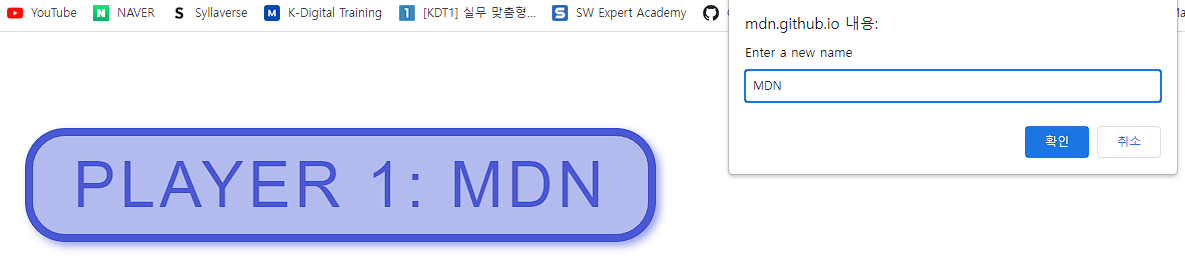 YouTube NAVER Syllaverse K-Digital Training [KDT1] 실무 맞춤형... SW Expert Academy
mdn.github.io 내용:
Enter a new name
MDN
확인 취소
PLAYER 1: MDN